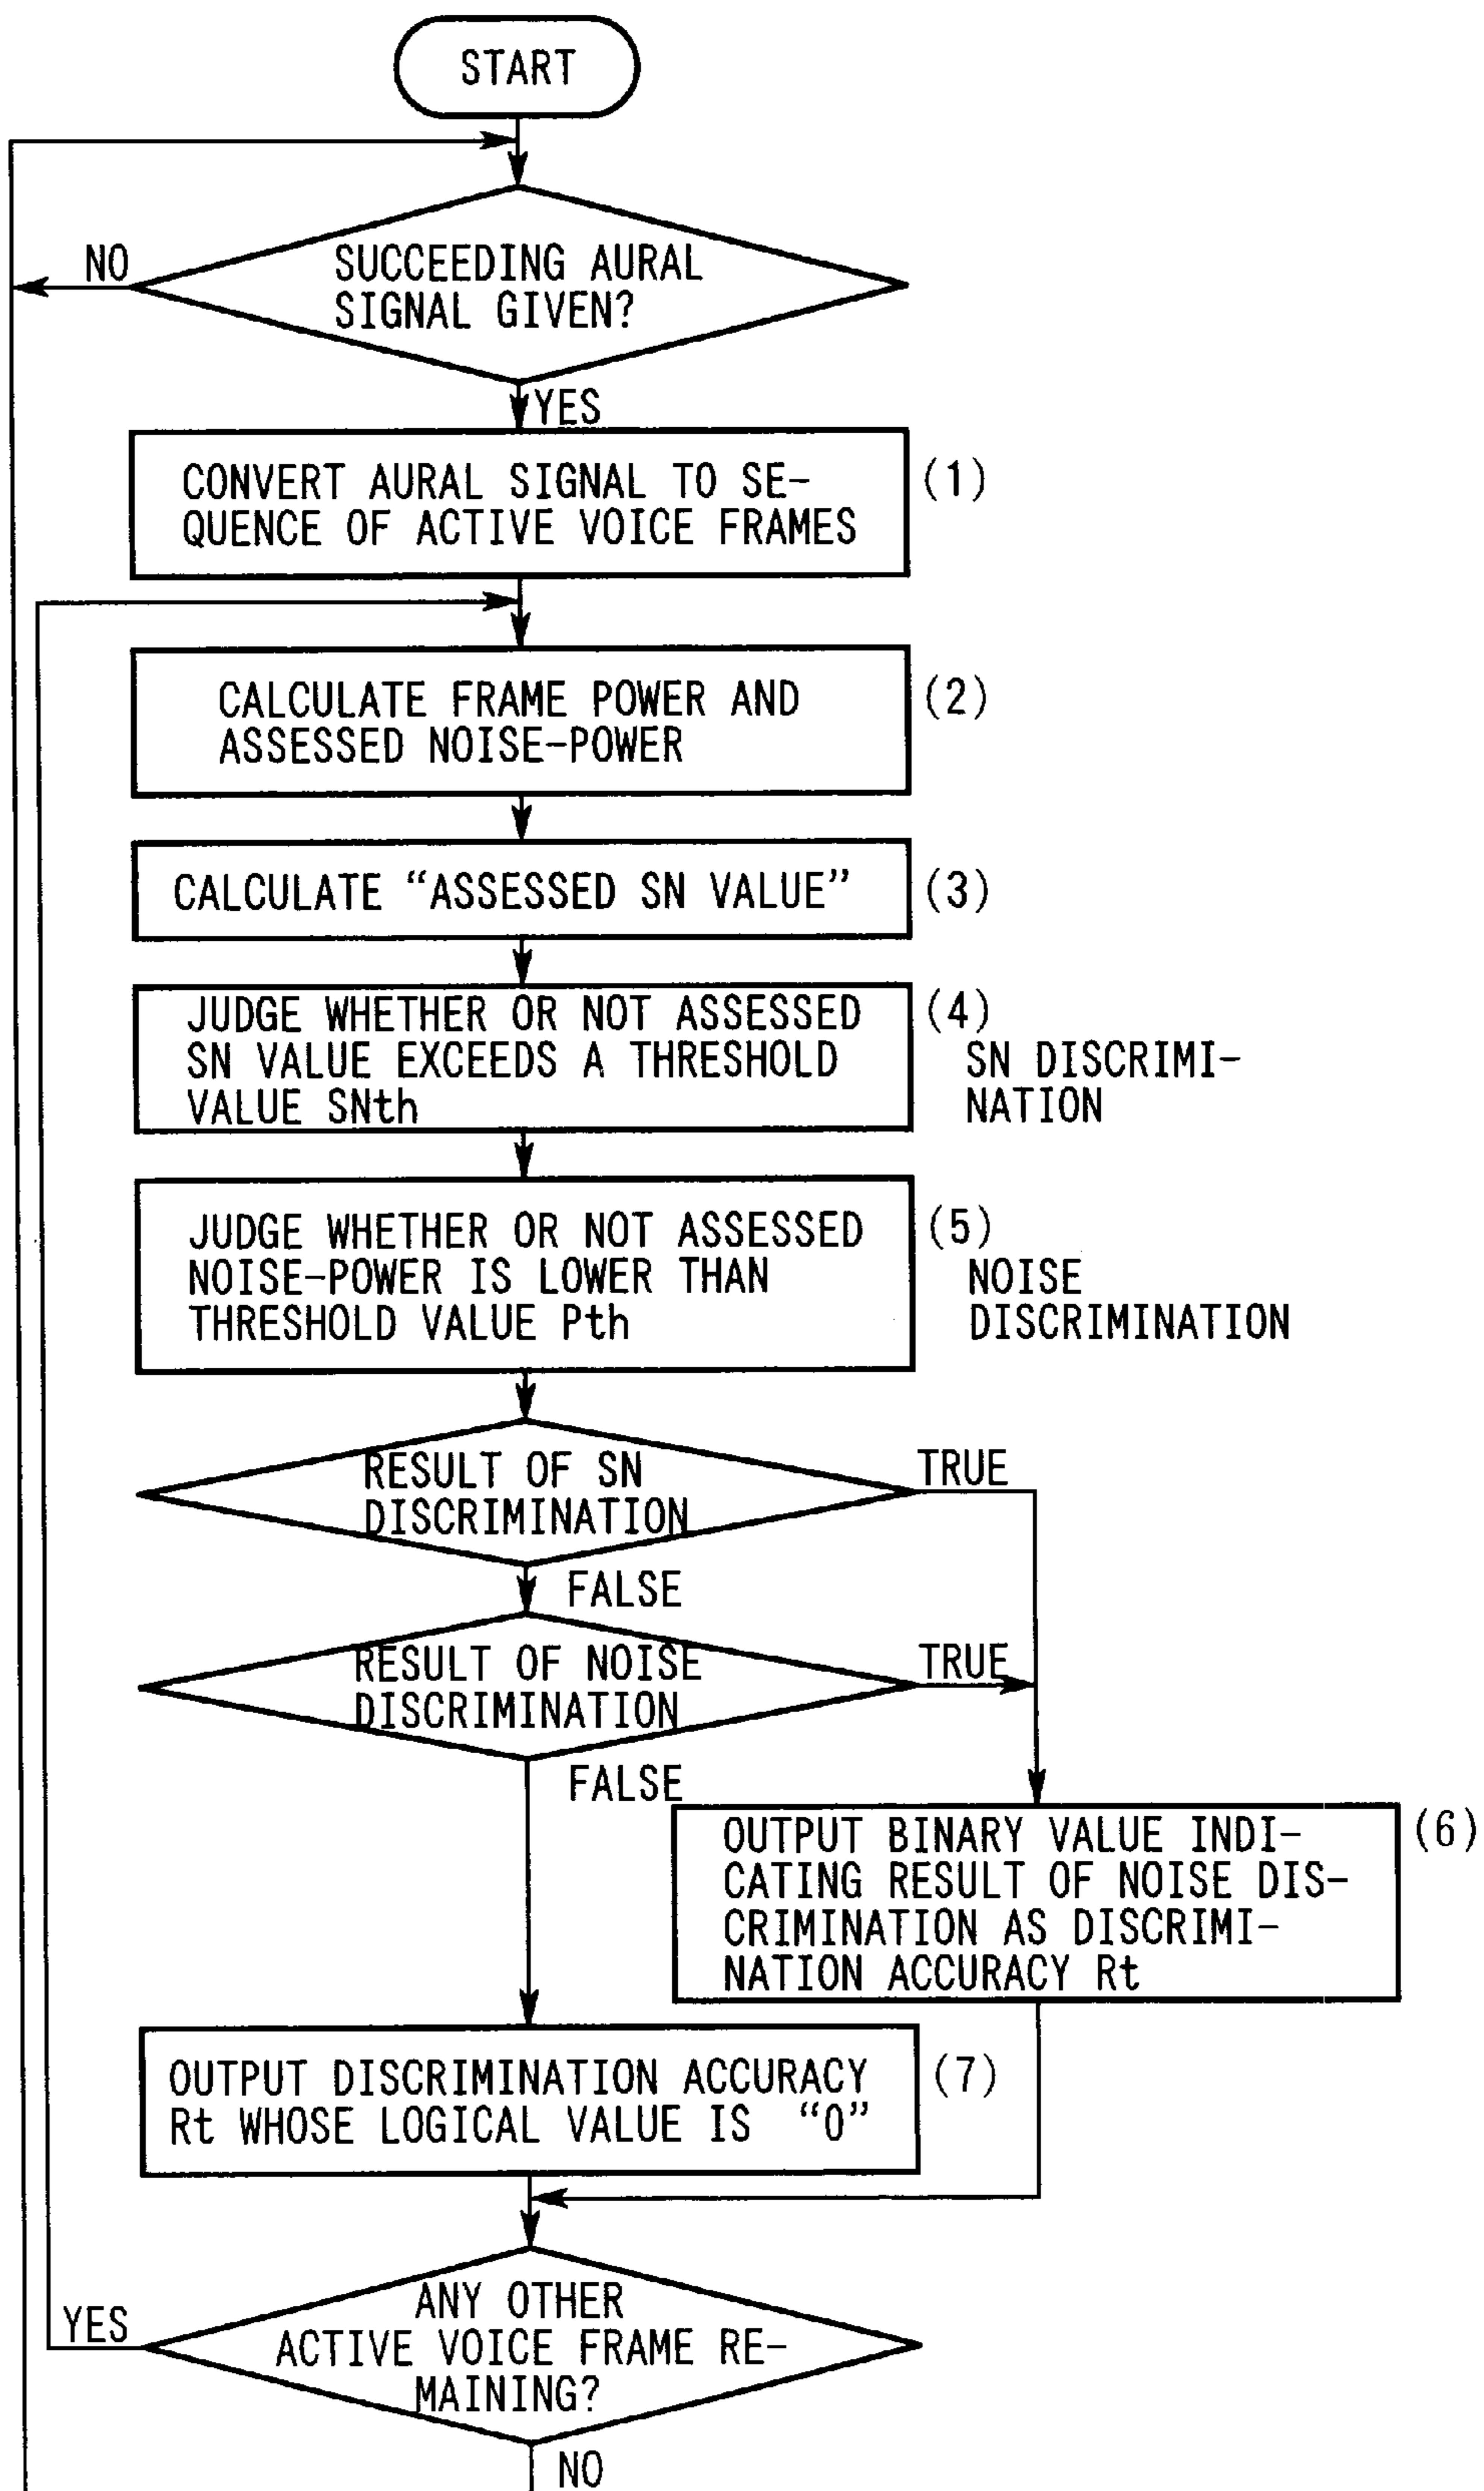 START
NO
SUCCEEDING AURAL
SIGNAL GIVEN?
YES
CONVERT AURAL SIGNAL TO SE-
QUENCE OF ACTIVE VOICE FRAMES
(1)
CALCULATE FRAME POWER AND
ASSESSED NOISE-POWER
(2)
CALCULATE “ASSESSED SN VALUE”
(3)
JUDGE WHETHER OR NOT ASSESSED
SN VALUE EXCEEDS A THRESHOLD
VALUE SNth
(4)
SN DISCRIMI-
NATION
JUDGE WHETHER OR NOT ASSESSED
NOISE-POWER IS LOWER THAN
THRESHOLD VALUE Pth
(5)
NOISE
DISCRIMINATION
RESULT OF SN
DISCRIMINATION
TRUE
FALSE
RESULT OF NOISE
DISCRIMINATION
TRUE
FALSE
OUTPUT BINARY VALUE INDI-
CATING RESULT OF NOISE DIS-
CRIMINATION AS DISCRIMI-
NATION ACCURACY Rt
(6)
OUTPUT DISCRIMINATION ACCURACY
Rt WHOSE LOGICAL VALUE IS “0”
(7)
ANY OTHER
ACTIVE VOICE FRAME RE-
MAINING?
YES
NO